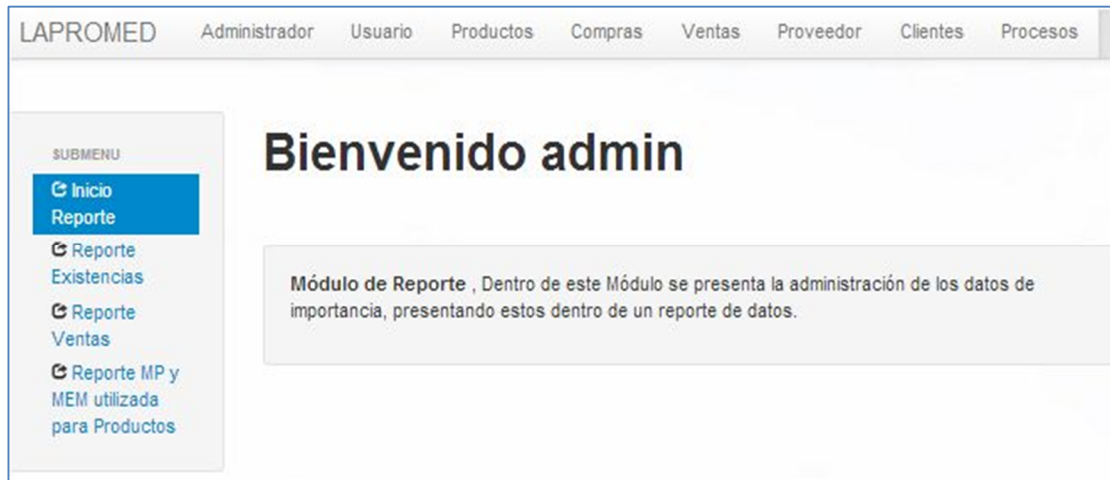 LAPROMED Administrador Usuario Productos Compras Ventas Proveedor Clientes Procesos
SUBMENU
Inicio
Reporte
Reporte
Existencias
Reporte
Ventas
Reporte MP y
MEM utilizada
para Productos
Bienvenido admin
Módulo de Reporte , Dentro de este Módulo se presenta la administración de los datos de
importancia, presentando estos dentro de un reporte de datos.